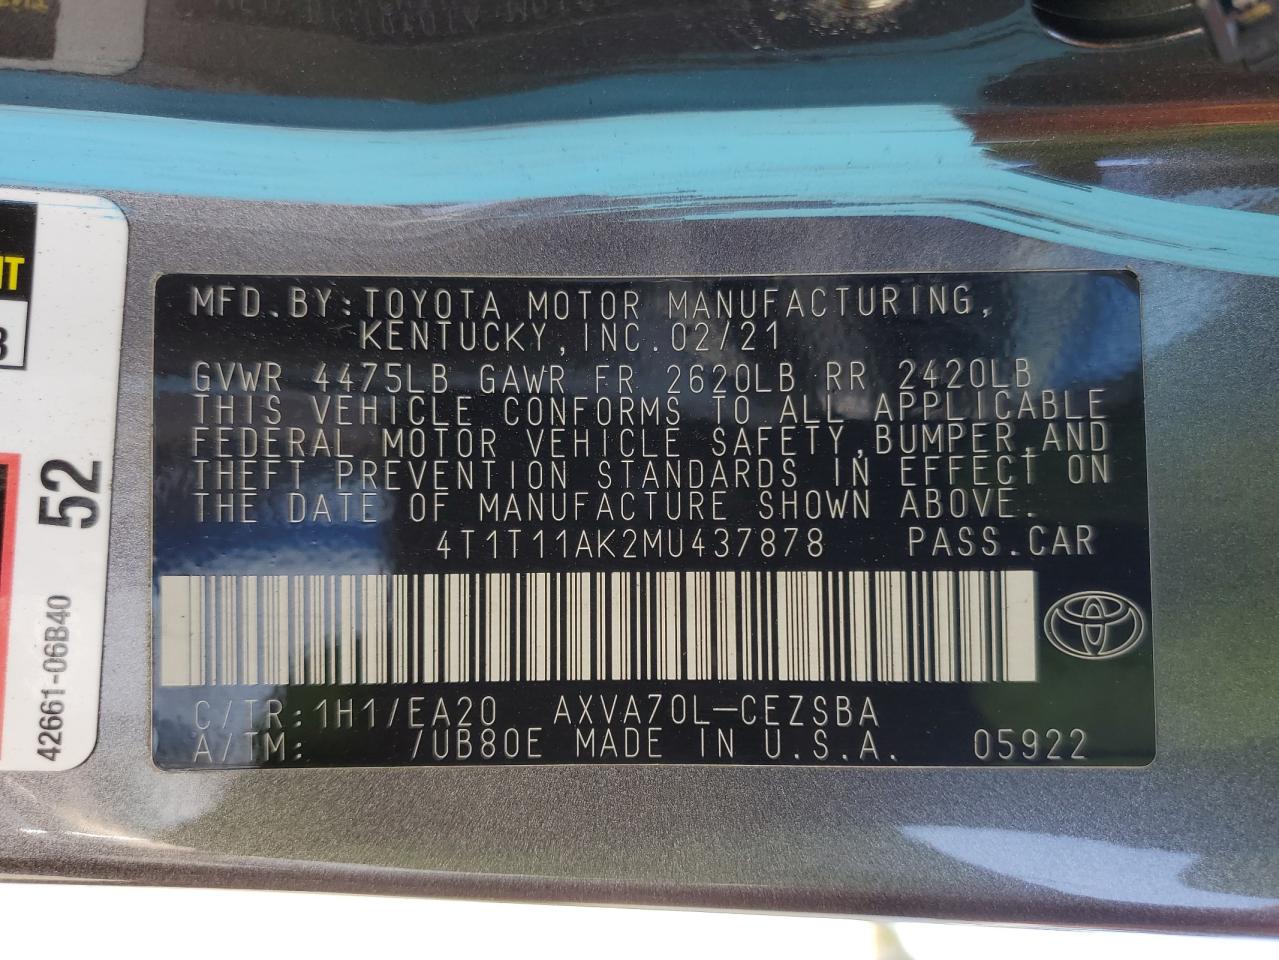 MFD.BY:TOYOTA MOTOR MANUFACTURING,
KENTUCKY,INC.02/21
GVWR 4475LB GAWR FR 2620LB RR 2420LB
THIS VEHICLE CONFORMS TO ALL APPLICABLE
FEDERAL MOTOR VEHICLE SAFETY,BUMPER,AND
THEFT PREVENTION STANDARDS IN EFFECT ON
THE DATE OF MANUFACTURE SHOWN ABOVE.
4T1T11AK2MU437878 PASS.CAR
C/TR:1H1/EA20 AXVA70L-CEZSBA
A/TM: /UB80E MADE IN U.S.A. 05922
52
42661-06B40